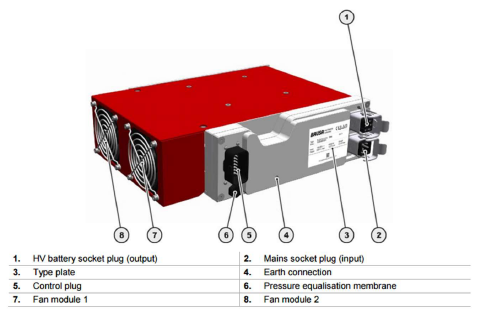 1
BRUSA
8
7
6
5
4
3
2
1. HV battery socket plug (output) 2. Mains socket plug (input)
3. Type plate 4. Earth connection
5. Control plug 6. Pressure equalisation membrane
7. Fan module 1 8. Fan module 2